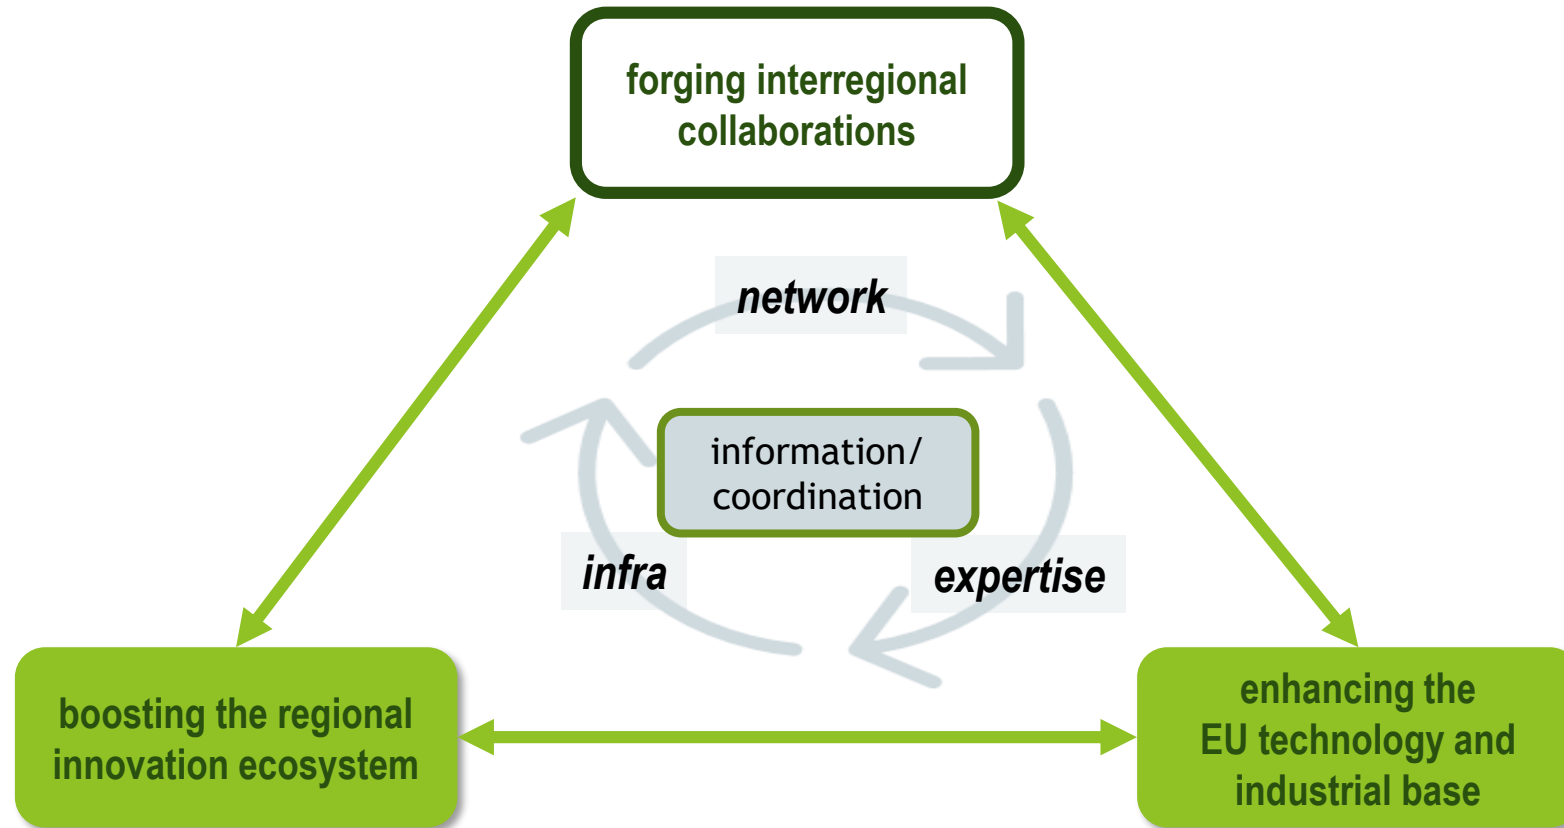 forging interregional
collaborations
network
information/
coordination
infra
expertise
boosting the regional
innovation ecosystem
enhancing the
EU technology and
industrial base